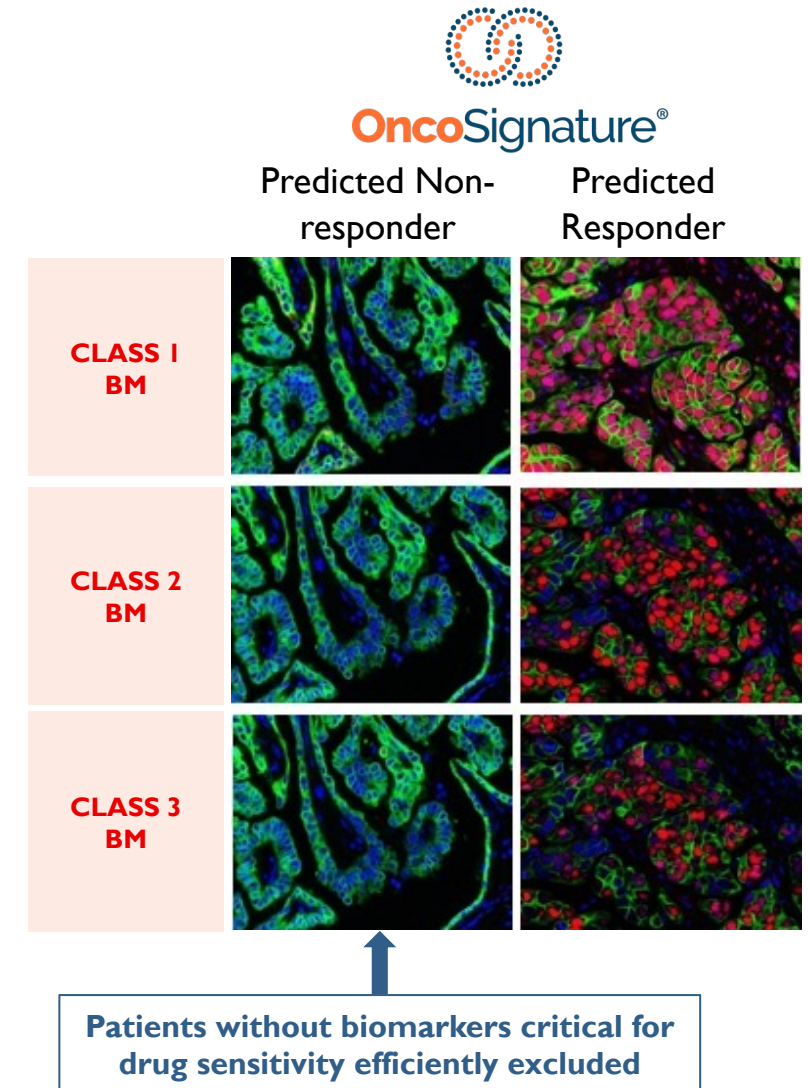 OncoSignature®
Predicted Non-
responder
Predicted
Responder
CLASS 1
BM
CLASS 2
BM
CLASS 3
BM
Patients without biomarkers critical for
drug sensitivity efficiently excluded